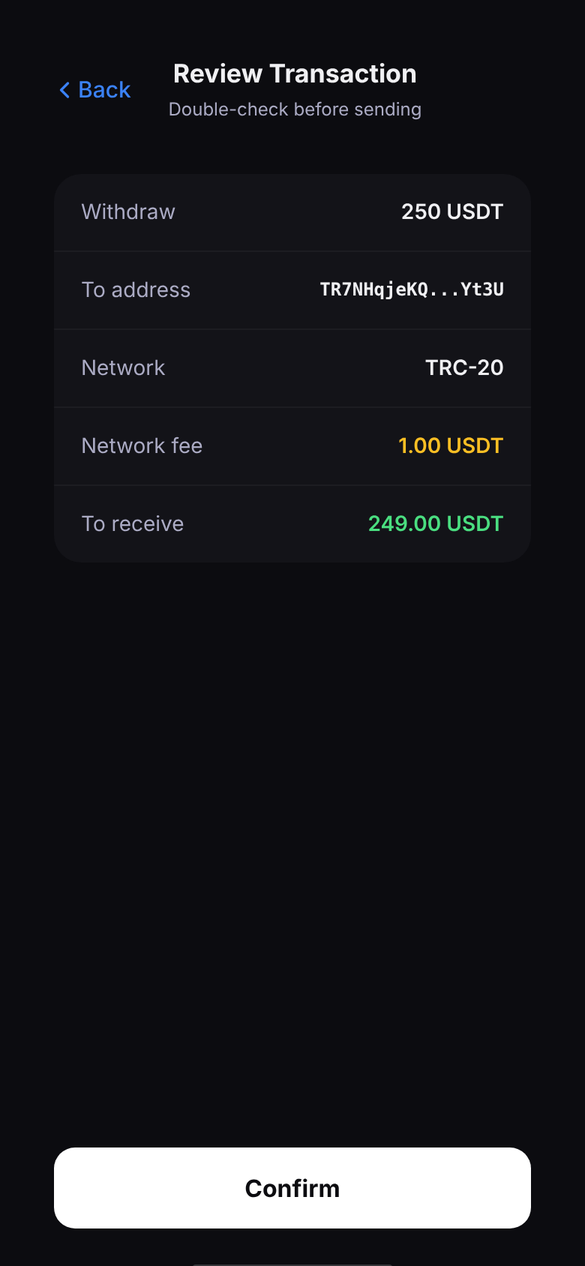 Back
Review Transaction
Double-check before sending
Withdraw 250 USDT
To address TR7NHqjeKQ...Yt3U
Network TRC-20
Network fee 1.00 USDT
To receive 249.00 USDT
Confirm